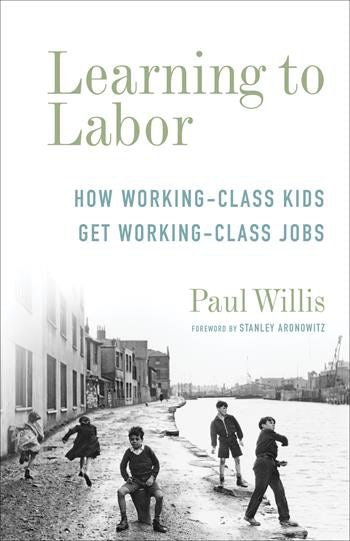 Learning to
Labor
HOW WORKING-CLASS KIDS
GET WORKING-CLASS JOBS
Paul Willis
FOREWORD BY STANLEY ARONOWITZ